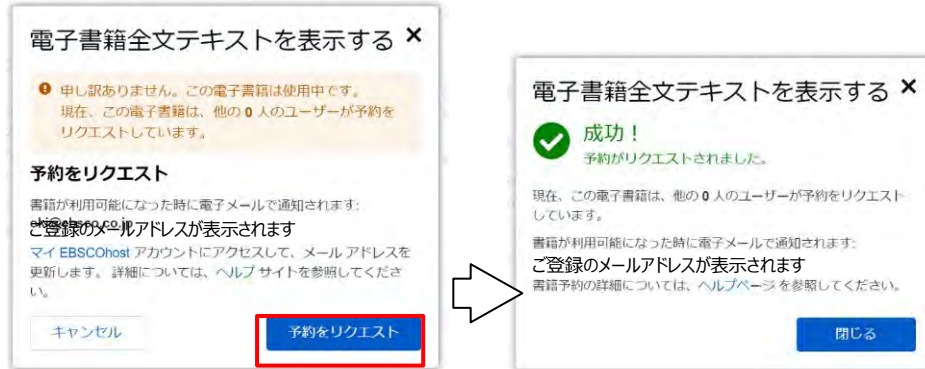 電子書籍全文テキストを表示する ×
申し訳ありません。この電子書籍は使用中です。
現在、この電子書籍は、他の 0 人のユーザーが予約を
リクエストしています。
予約をリクエスト
書籍が利用可能になった時に電子メールで通知されます:
ご登録のメールアドレスが表示されます
マイ EBSCOhost アカウントにアクセスして、メール アドレスを
更新します。 詳細については、ヘルプ サイトを参照してくださ
い。
キャンセル
予約をリクエスト
電子書籍全文テキストを表示する ×
成功！
予約がリクエストされました。
現在、この電子書籍は、他の 0 人のユーザーが予約をリクエスト
しています。
書籍が利用可能になった時に電子メールで通知されます:
ご登録のメールアドレスが表示されます
書籍予約の詳細については、ヘルプページ を参照してください。
閉じる